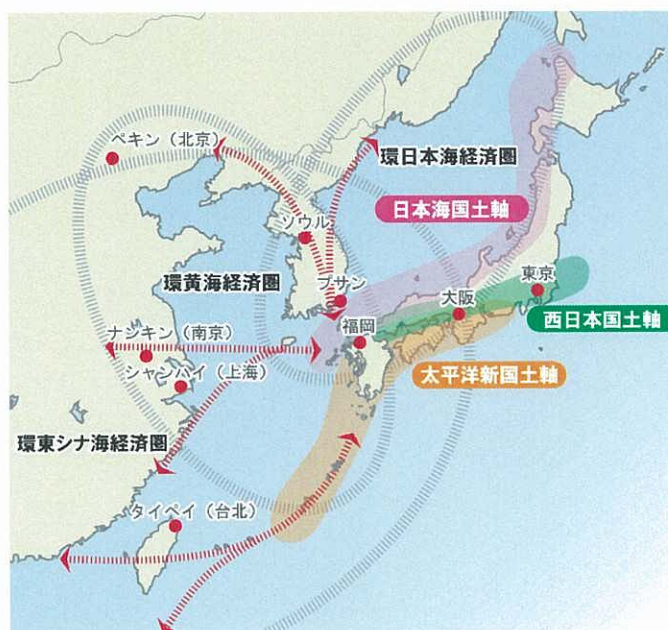 ペキン（北京）
環日本海経済圏
日本海国土軸
ソウル
環黄海経済圏
プサン
東京
大阪
西日本国土軸
福岡
ナンキン（南京）
シャンハイ（上海）
太平洋新国土軸
環東シナ海経済圏
タイペイ（台北）